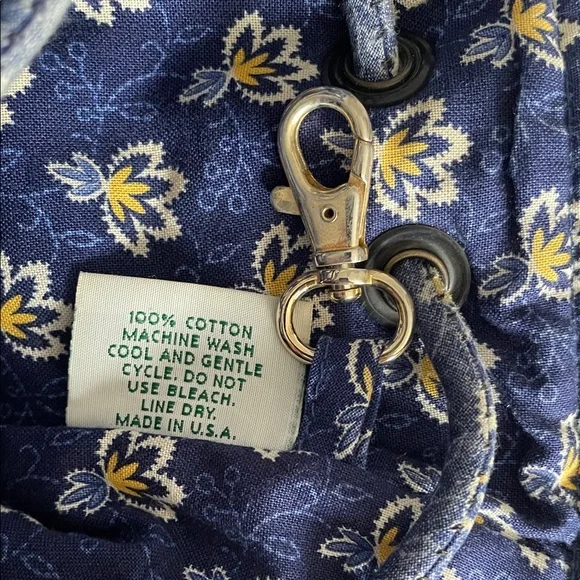 100% COTTON
MACHINE WASH
COOL AND GENTLE
CYCLE. DO NOT
USE BLEACH.
LINE DRY.
MADE IN U.S.A.